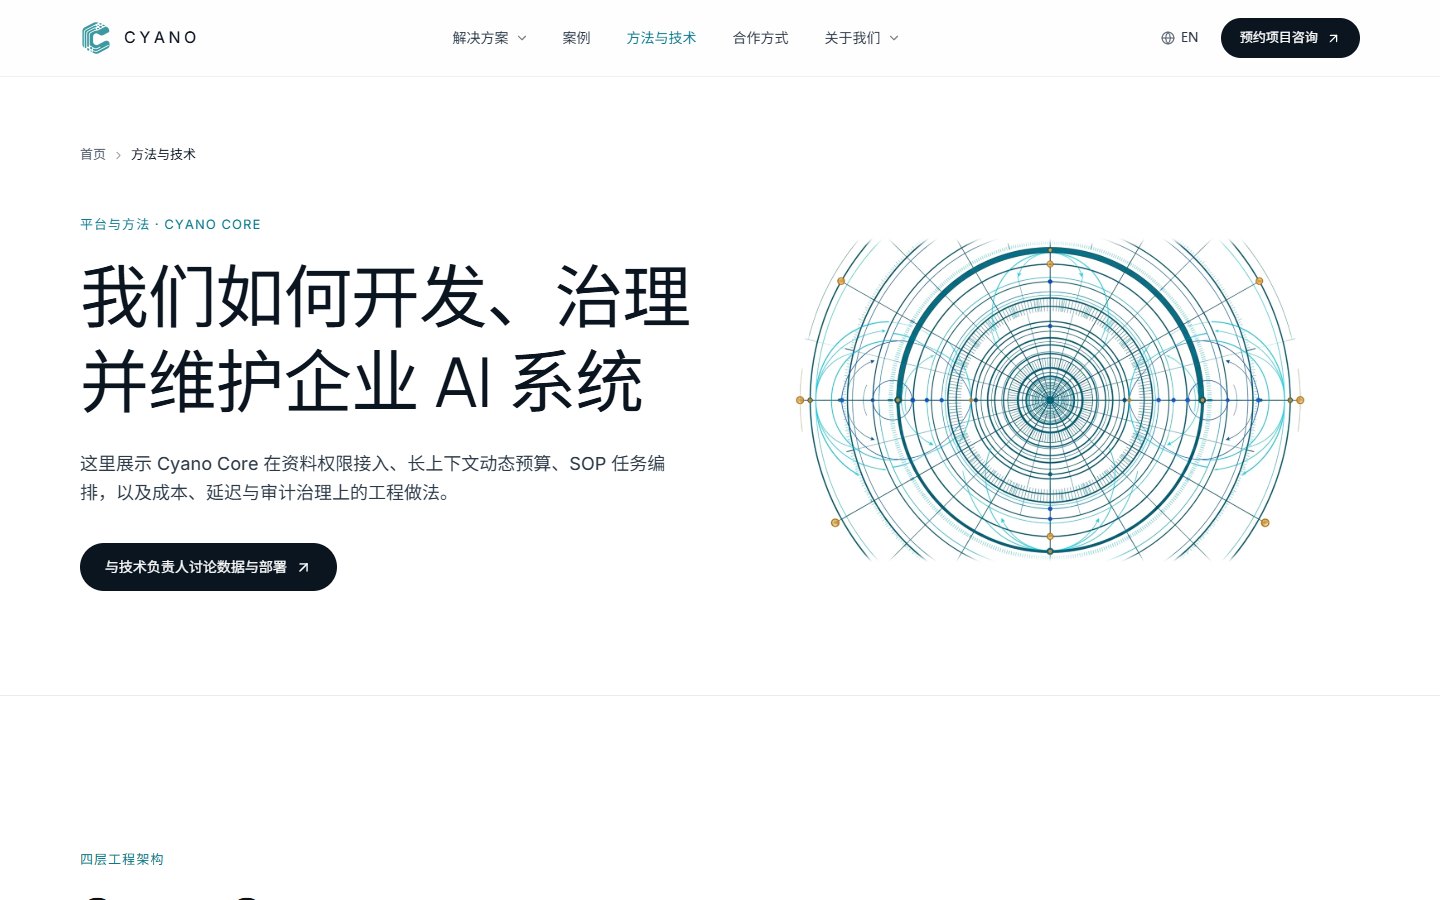 CYANO
解决方案
案例
方法与技术
合作方式
关于我们
EN
预约项目咨询
首页
方法与技术
平台与方法 · CYANO CORE
我们如何开发、治理
并维护企业 AI 系统
这里展示 Cyano Core 在资料权限接入、长上下文动态预算、SOP 任务编
排，以及成本、延迟与审计治理上的工程做法。
与技术负责人讨论数据与部署
四层工程架构